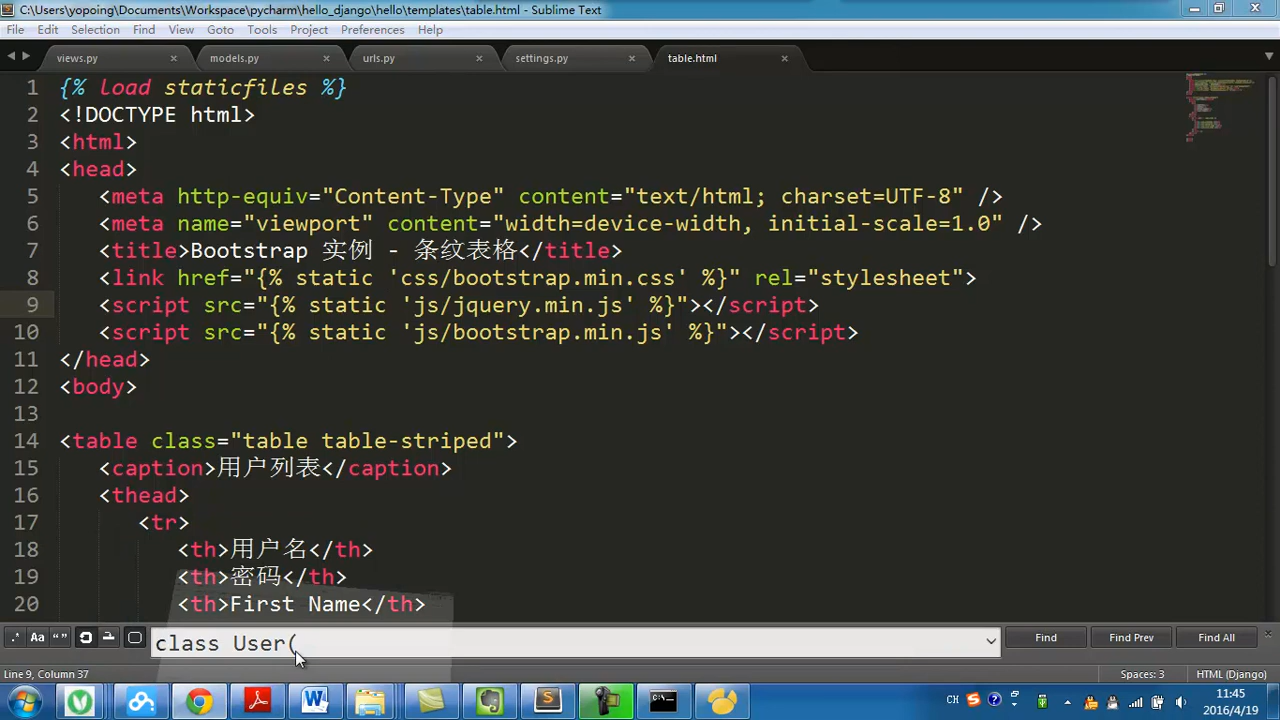 C:\Users\yopoing\Documents\Workspace\pycharm\hello_django\hello\templates\table.html - Sublime Text
File Edit Selection Find View Goto Tools Project Preferences Help
views.py models.py urls.py settings.py table.html
1 {% load staticfiles %}
2 <!DOCTYPE html>
3 <html>
4 <head>
5 <meta http-equiv="Content-Type" content="text/html; charset=UTF-8" />
6 <meta name="viewport" content="width=device-width, initial-scale=1.0" />
7 <title>Bootstrap 实例 - 条纹表格</title>
8 <link href="{% static 'css/bootstrap.min.css' %}" rel="stylesheet">
9 <script src="{% static 'js/jquery.min.js' %}"></script>
10 <script src="{% static 'js/bootstrap.min.js' %}"></script>
11 </head>
12 <body>
13
14 <table class="table table-striped">
15 <caption>用户列表</caption>
16 <thead>
17 <tr>
18 <th>用户名</th>
19 <th>密码</th>
20 <th>First Name</th>
.* Aa “ ” class User( Find Find Prev Find All
Line 9, Column 37 Spaces: 3 HTML (Django)
CH 11:45
2016/4/19